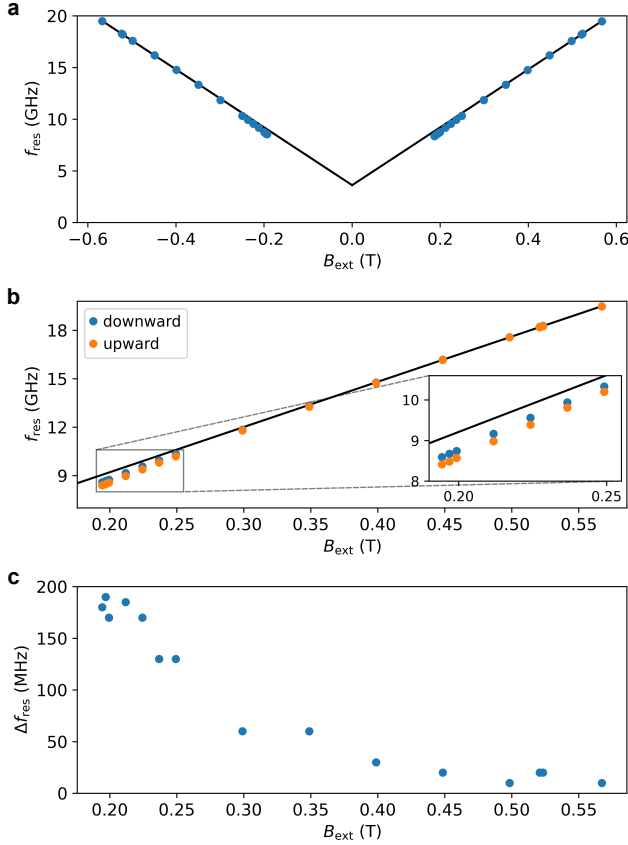 a
20
15
10
5
0
f_res (GHz)
−0.6 −0.4 −0.2 0.0 0.2 0.4 0.6
B_ext (T)
b
downward
upward
18
15
12
9
f_res (GHz)
10
9
8
0.20 0.25
0.20 0.25 0.30 0.35 0.40 0.45 0.50 0.55
B_ext (T)
c
200
150
100
50
0
Δf_res (MHz)
0.20 0.25 0.30 0.35 0.40 0.45 0.50 0.55
B_ext (T)